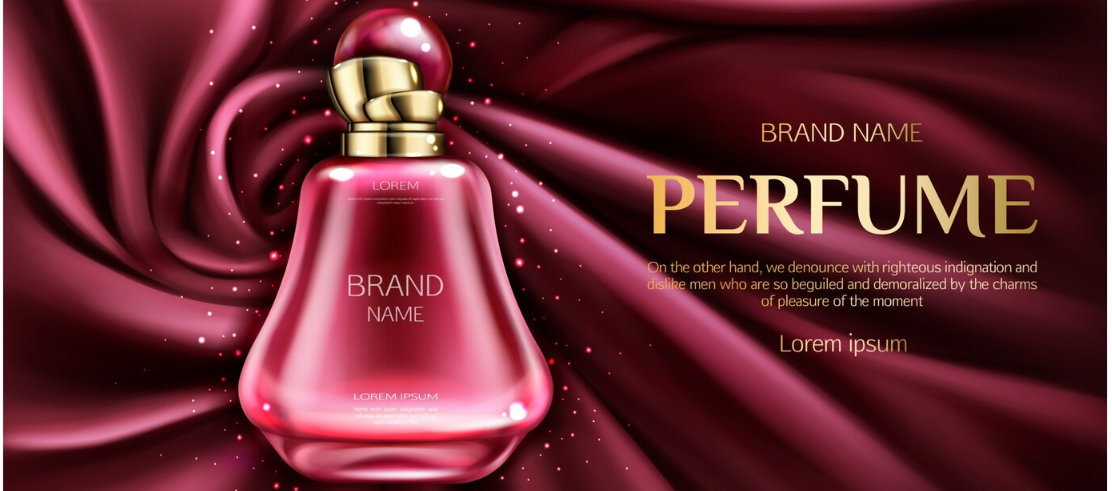 LOREM
BRAND
NAME
LOREM IPSUM
BRAND NAME
PERFUME
On the other hand, we denounce with righteous indignation and
dislike men who are so beguiled and demoralized by the charms
of pleasure of the moment
Lorem ipsum